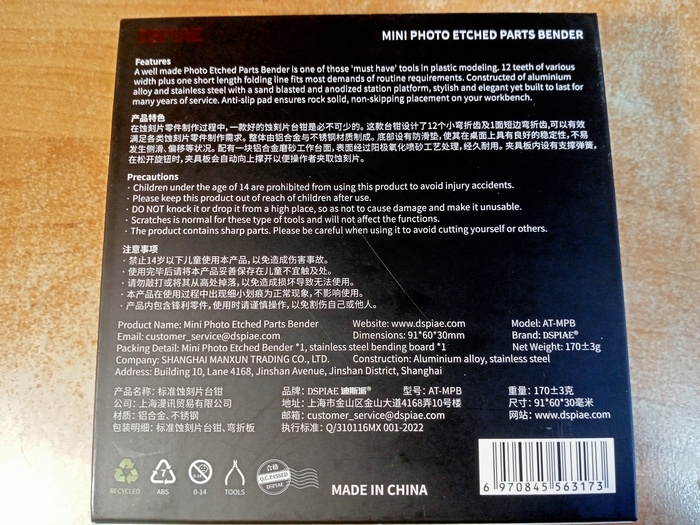 DSPIAE
MINI PHOTO ETCHED PARTS BENDER
Features
A well made Photo Etched Parts Bender is one of those 'must have' tools in plastic modeling. 12 teeth of various
width plus one short length folding line fits most demands of routine requirements. Constructed of aluminium
alloy and stainless steel with a sand blasted and anodized station platform, stylish and elegant yet built to last for
many years of service. Anti-slip pad ensures rock solid, non-skipping placement on your workbench.
产品特色
在蚀刻片零件制作过程中,一款好的蚀刻片台钳是必不可少的。这款台钳设计了12个小弯折齿及1面短边弯折齿,可以有效
满足各类蚀刻片零件制作需求。整体由铝合金与不锈钢材质制成。底部设有防滑垫,使其在桌面上具有良好的稳定性,不易
发生侧滑、偏移等状况。配有一块铝合金磨砂工作台面,表面经过阳极氧化喷砂工艺处理,经久耐用。夹具板内设有支撑弹簧,
在松开旋钮时,夹具板会自动向上撑开以便操作者夹取蚀刻片。
Precautions
· Children under the age of 14 are prohibited from using this product to avoid injury accidents.
· Please keep this product out of reach of children after use.
· DO NOT knock it or drop it from a high place, so as not to cause damage and make it unusable.
· Scratches is normal for these type of tools and will not affect the functions.
· The product contains sharp parts. Please be careful when using it to avoid cutting yourself or others.
注意事项
· 禁止14岁以下儿童使用本产品,以免造成伤害事故。
· 使用完毕后请将本产品妥善保存在儿童不宜触及处。
· 请勿敲打或将其从高处掉落,以免造成损坏导致无法使用。
· 本产品在使用过程中出现细小划痕为正常现象,不影响使用。
· 产品内包含锋利零件,使用时请谨慎操作,以免割伤自己或他人。
Product Name: Mini Photo Etched Parts Bender Website: www.dspiae.com Model: AT-MPB
Email: customer_service@dspiae.com Dimensions: 91*60*30mm Brand: DSPIAE®
Packing Detail: Mini Photo Etched Bender *1, stainless steel bending board *1 Net Weight: 170±3g
Company: SHANGHAI MANXUN TRADING CO., LTD. Construction: Aluminium alloy, stainless steel
Address: Building 10, Lane 4168, Jinshan Avenue, Jinshan District, Shanghai
产品名称: 标准蚀刻片台钳 品牌: DSPIAE 迪斯派® 型号: AT-MPB 重量: 170±3克
公司: 上海漫讯贸易有限公司 地址: 上海市金山区金山大道4168弄10号楼 尺寸: 91*60*30毫米
材质: 铝合金、不锈钢 邮箱: customer_service@dspiae.com 网站: www.dspiae.com
包装明细: 标准蚀刻片台钳、弯折板 执行标准: Q/310116MX 001-2022
RECYCLED
7
ABS
0-3
0-14
TOOLS
合格
Q.C.PASSED
DSPIAE
MADE IN CHINA
6 970845 563173